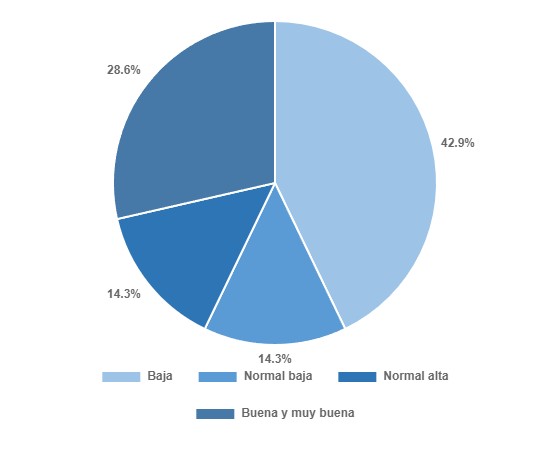 28.6%
42.9%
14.3%
14.3%
Baja Normal baja Normal alta
Buena y muy buena